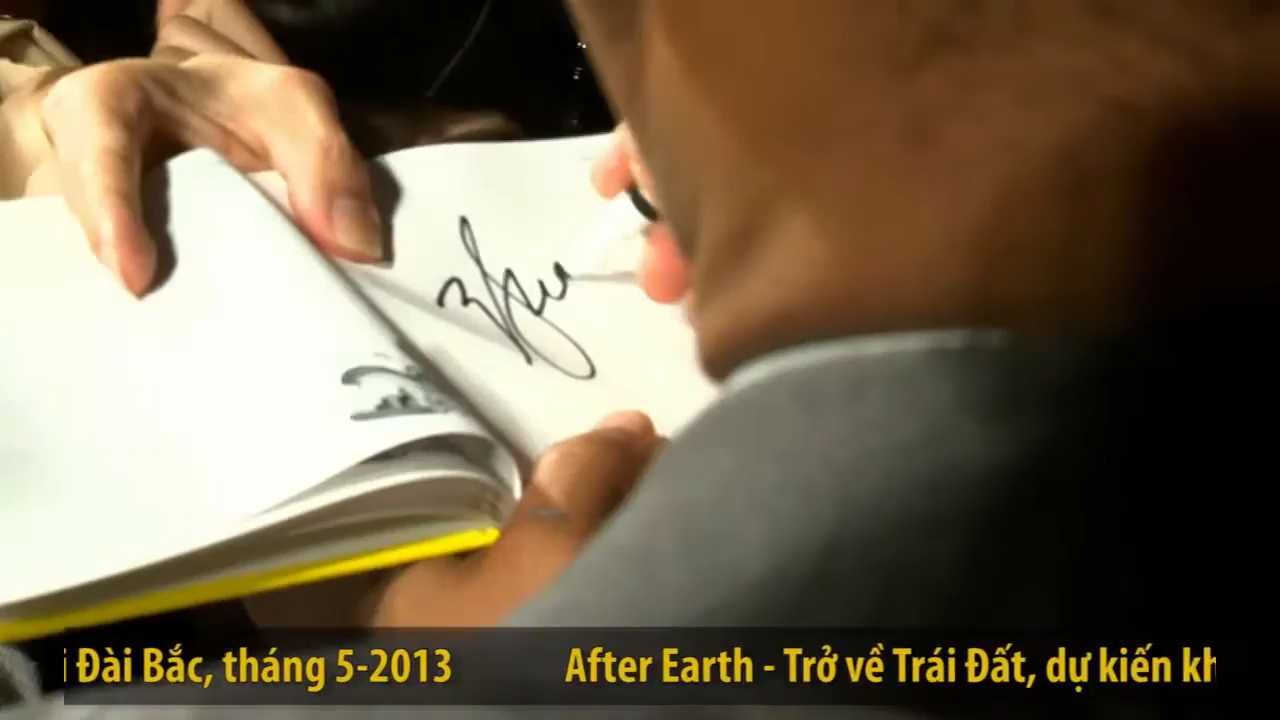 Đài Bắc, tháng 5-2013 After Earth - Trở về Trái Đất, dự kiến